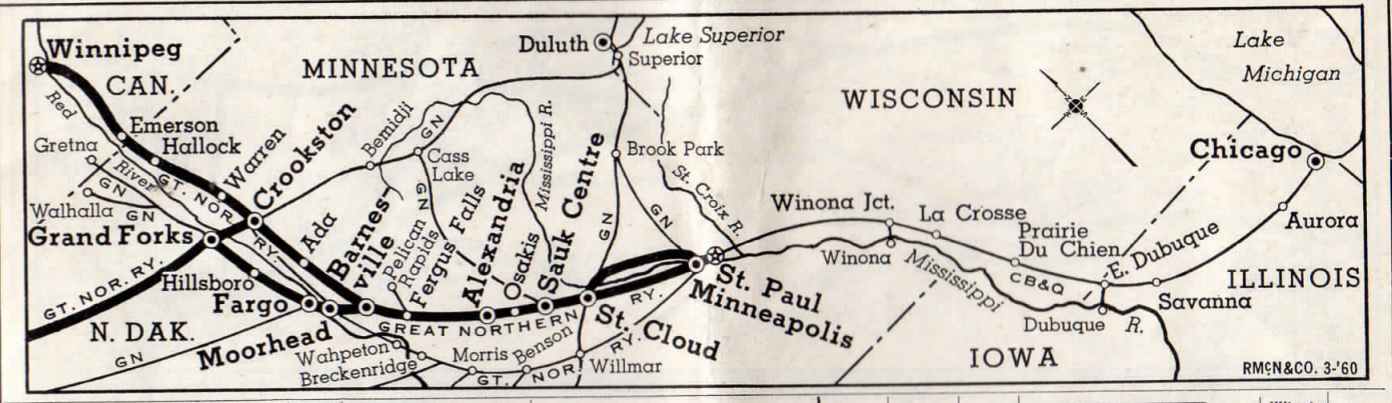 Winnipeg
CAN.
MINNESOTA
Duluth
Lake Superior
Superior
WISCONSIN
Lake
Michigan
Red
River
Emerson
Hallock
Gretna
GN
Walhalla
GN
GT. NOR.
RY.
Warren
Crookston
Bemidji
GN
Cass
Lake
GN
Mississippi R.
Brook Park
GN
GN
St. Croix R.
Chicago
Aurora
Grand Forks
Ada
Barnes-
ville
Pelican
Rapids
Fergus Falls
Alexandria
Osakis
Sauk Centre
Winona Jct.
La Crosse
Prairie
Du Chien
E. Dubuque
Winona
Mississippi
R.
CB&Q
Savanna
ILLINOIS
Dubuque
Hillsboro
Fargo
GT. NOR. RY.
N. DAK.
GN
Moorhead
GREAT NORTHERN
RY.
St. Paul
Minneapolis
St. Cloud
Wahpeton
Breckenridge
Morris
Benson
GT. NOR.
RY.
Willmar
IOWA
RMCN&CO. 3-'60